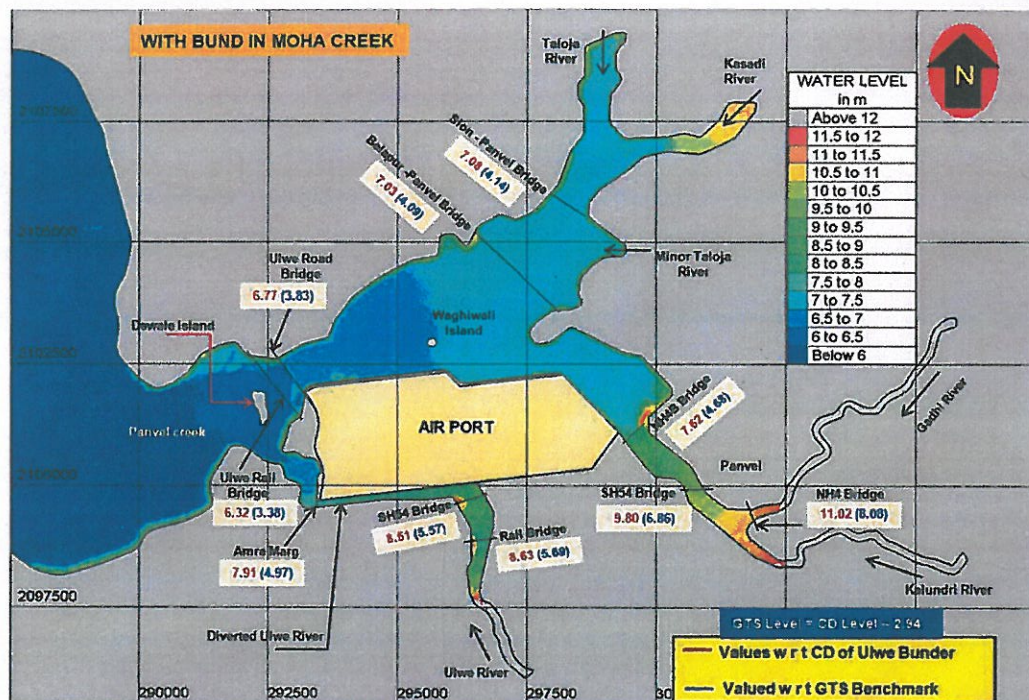 WITH BUND IN MOHA CREEK
Taloja
River
Kasadi
River
N
WATER LEVEL
in m
Above 12
11.5 to 12
11 to 11.5
10.5 to 11
10 to 10.5
9.5 to 10
9 to 9.5
8.5 to 9
8 to 8.5
7.5 to 8
7 to 7.5
6.5 to 7
6 to 6.5
Below 6
2107500
Sion - Panvel Bridge
7.08 (4.14)
Belapur -Panvel Bridge
7.03 (4.09)
2105000
Minor Taloja
River
Ulwe Road
Bridge
6.77 (3.83)
Dewale Island
Waghiwali
Island
2102500
AIR PORT
NH4B Bridge
7.62 (4.68)
Gadhi River
Panvel creek
2100000
Panvel
Ulwe Rail
Bridge
6.32 (3.38)
SH54 Bridge
8.51 (5.57)
SH54 Bridge
9.80 (6.86)
NH4 Bridge
11.02 (8.08)
Rail Bridge
8.63 (5.69)
Amra Marg
7.91 (4.97)
Kalundri River
2097500
Diverted Ulwe River
Ulwe River
GTS Level = CD Level - 2.94
Values w r t CD of Ulwe Bunder
Valued w r t GTS Benchmark
290000
292500
295000
297500